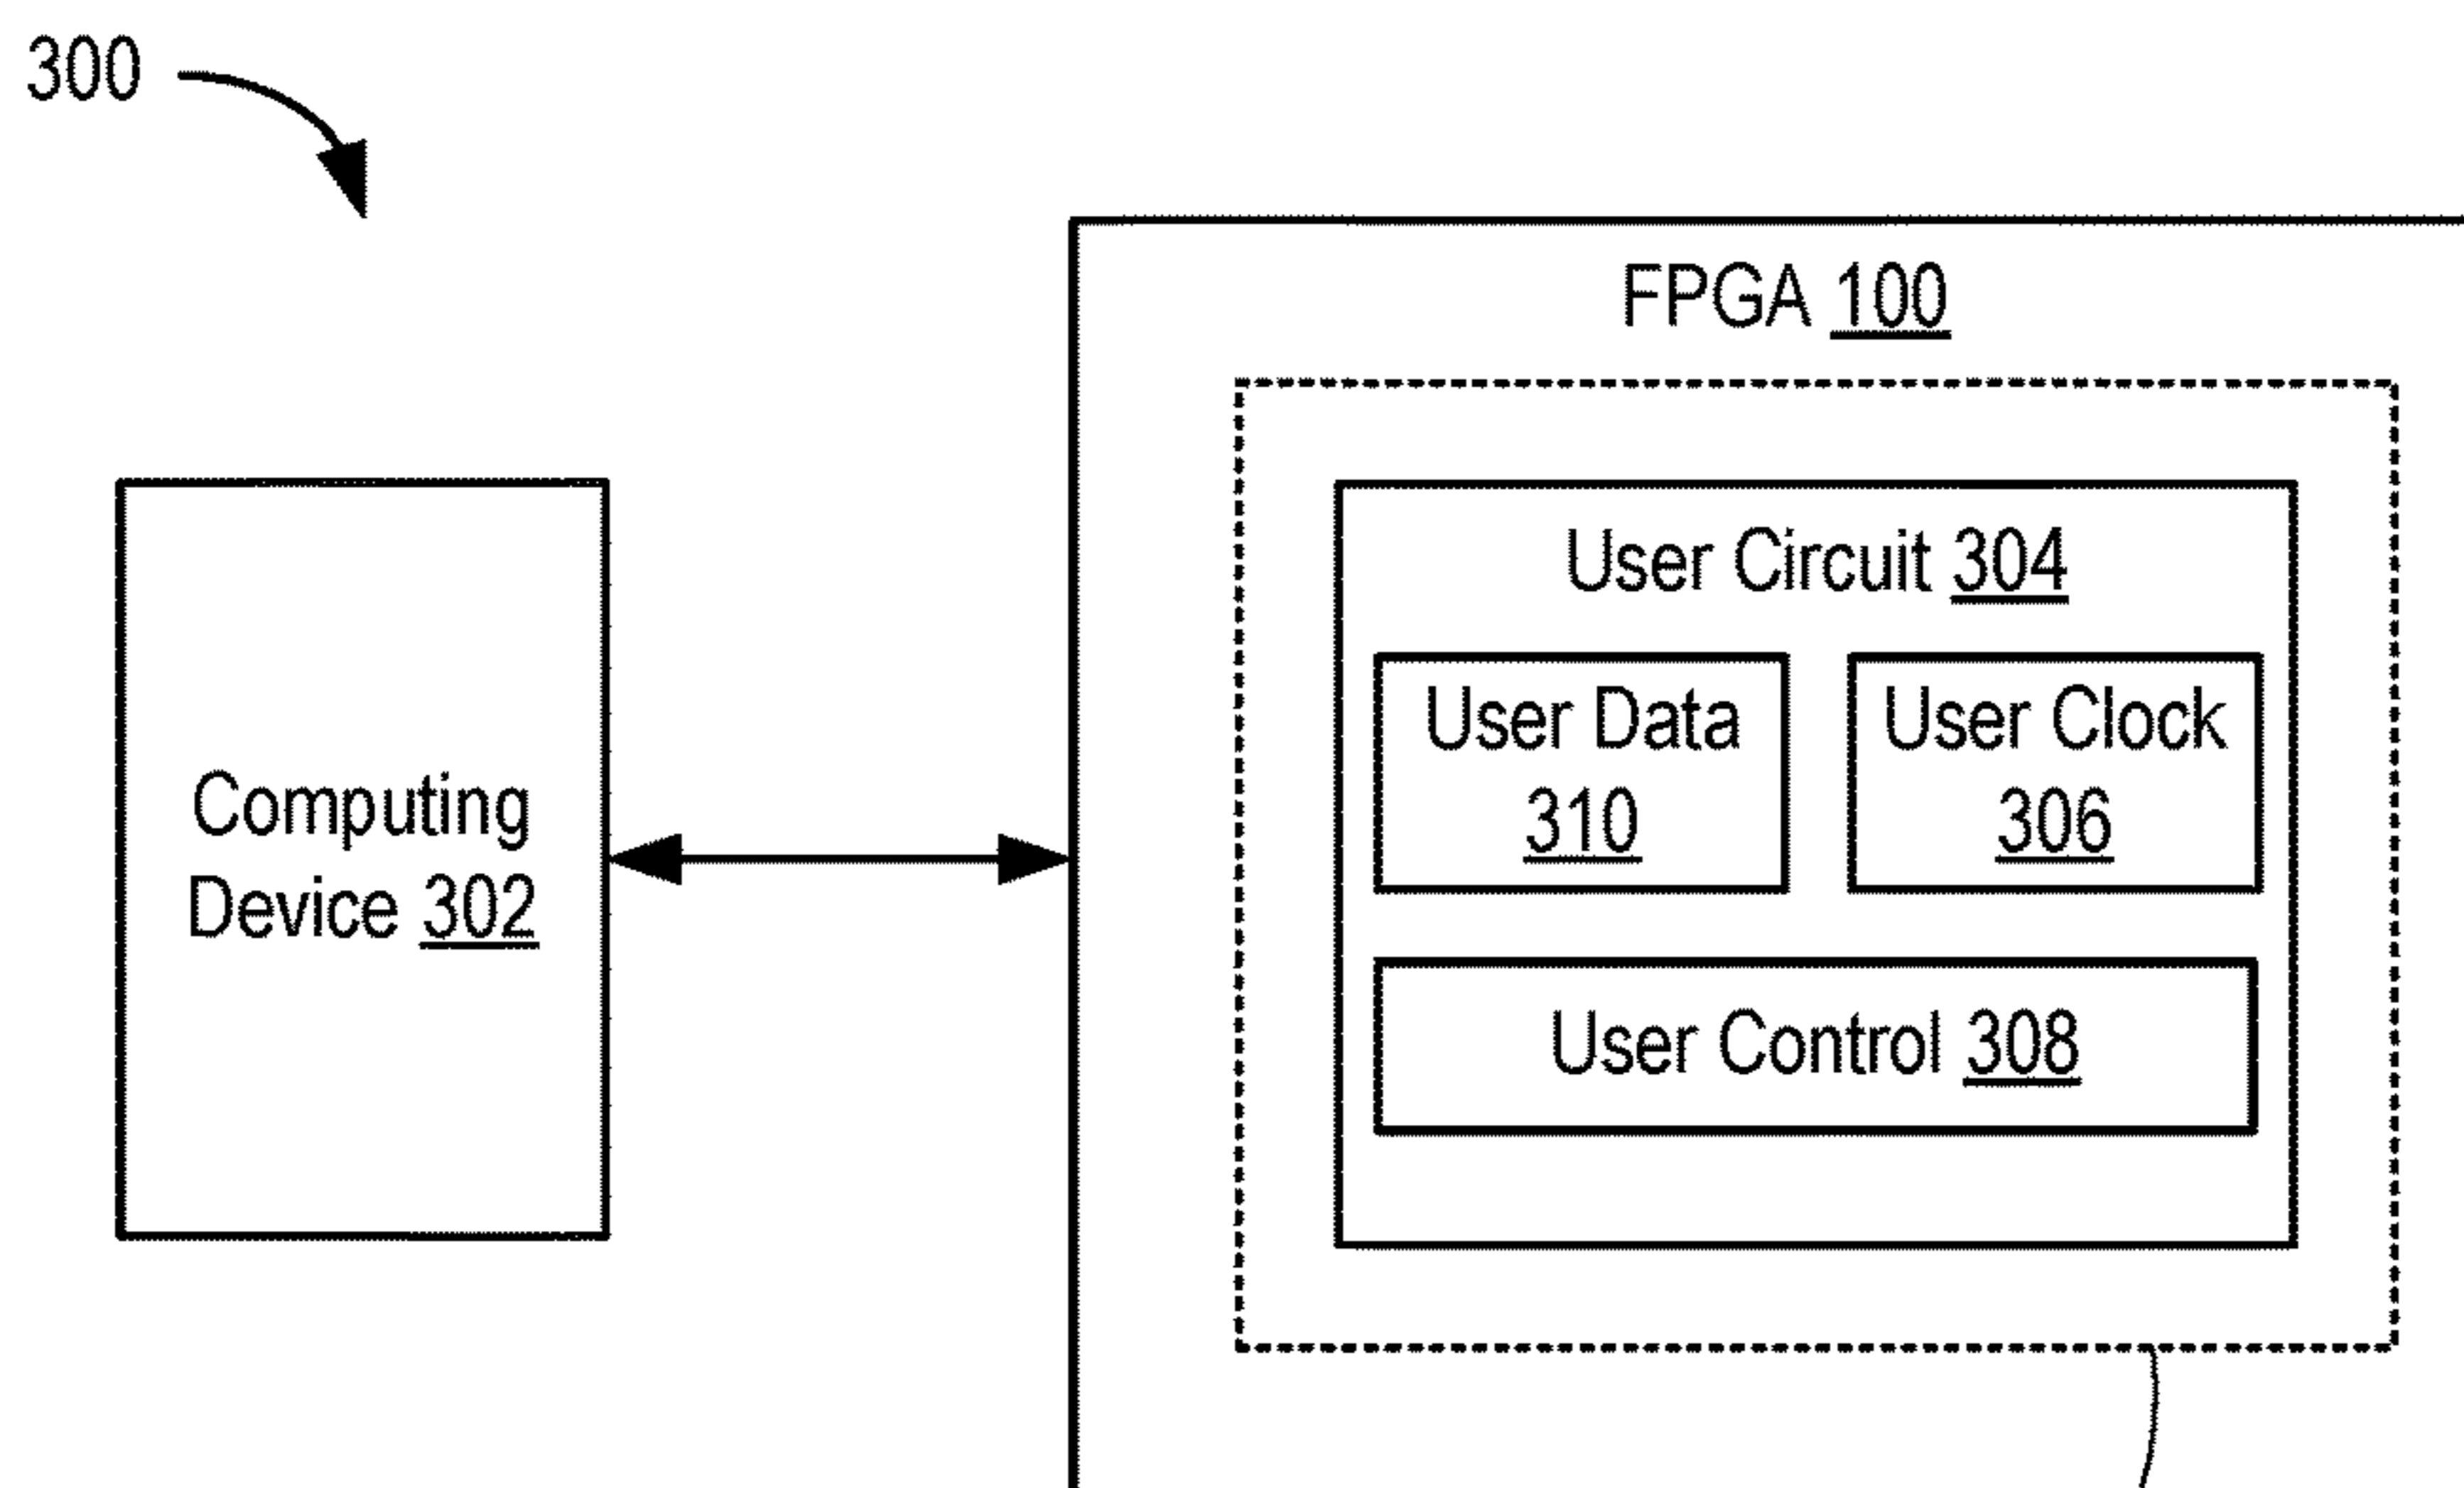 300
FPGA 100
User Circuit 304
User Data
310
User Clock
306
Computing
Device 302
User Control 308